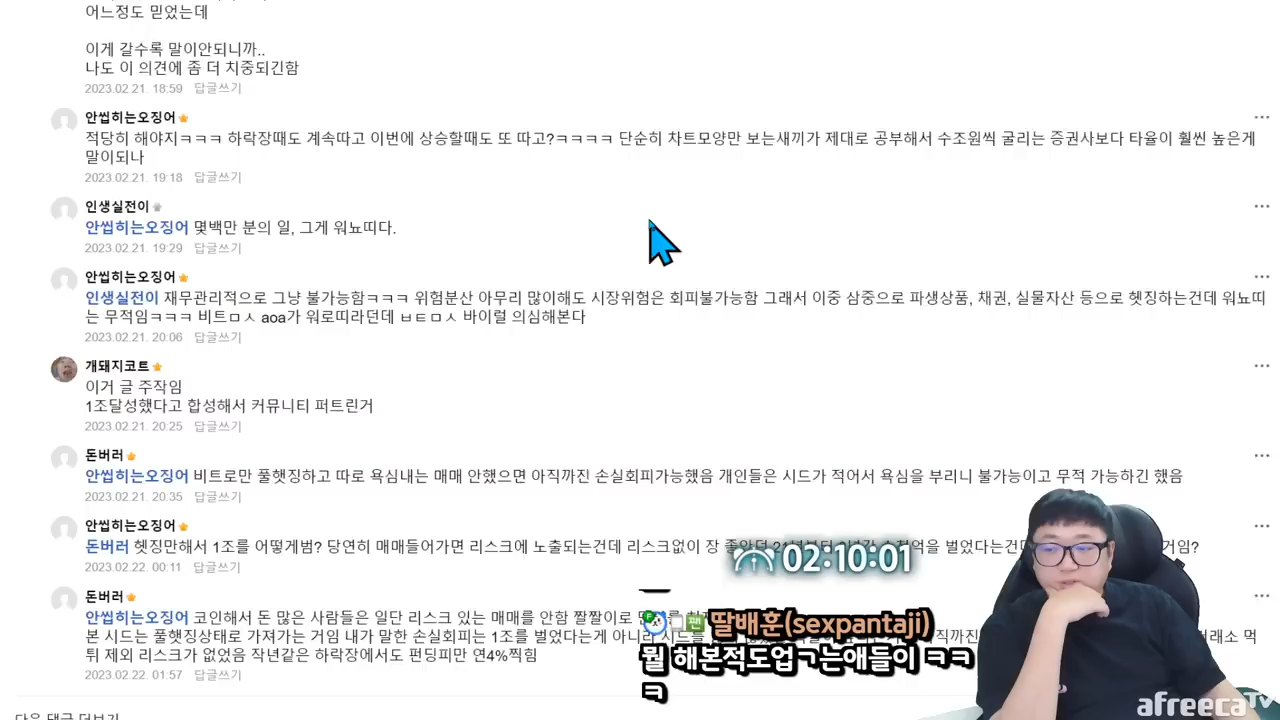 어느정도 믿었는데
이게 갈수록 말이안되니까..
나도 이 의견에 좀 더 치중되긴함
2023.02.21. 18:59 답글쓰기
안씹히는오징어
적당히 해야지ㅋㅋㅋ 하락장때도 계속따고 이번에 상승할때도 또 따고?ㅋㅋㅋㅋ 단순히 차트모양만 보는새끼가 제대로 공부해서 수조원씩 굴리는 증권사보다 타율이 훨씬 높은게
말이되나
2023.02.21. 19:18 답글쓰기
인생실전이
안씹히는오징어 몇백만 분의 일, 그게 워뇨띠다.
2023.02.21. 19:29 답글쓰기
안씹히는오징어
인생실전이 재무관리적으로 그냥 불가능함ㅋㅋㅋ 위험분산 아무리 많이해도 시장위험은 회피불가능함 그래서 이중 삼중으로 파생상품, 채권, 실물자산 등으로 헷징하는건데 워뇨띠
는 무적임ㅋㅋㅋ 비트ㅁㅅ aoa가 워로띠라던데 ㅂㅌㅁㅅ 바이럴 의심해본다
2023.02.21. 20:06 답글쓰기
개돼지코트
이거 글 주작임
1조달성했다고 합성해서 커뮤니티 퍼트린거
2023.02.21. 20:25 답글쓰기
돈버러
안씹히는오징어 비트로만 풀햇징하고 따로 욕심내는 매매 안했으면 아직까진 손실회피가능했음 개인들은 시드가 적어서 욕심을 부리니 불가능이고 무적 가능하긴 했음
2023.02.21. 20:35 답글쓰기
안씹히는오징어
돈버러 헷징만해서 1조를 어떻게범? 당연히 매매들어가면 리스크에 노출되는건데 리스크없이 장 벌었다는건 거임?
2023.02.22. 00:11 답글쓰기
돈버러
안씹히는오징어 코인해서 돈 많은 사람들은 일단 리스크 있는 매매를 안함 짤짤이로
본 시드는 풀햇징상태로 가져가는 거임 내가 말한 손실회피는 1조를 벌었다는게 아니라 직까진 먹
튀 제외 리스크가 없었음 작년같은 하락장에서도 펀딩피만 연4%찍힘
2023.02.22. 01:57 답글쓰기
02:10:01
팬 딸배훈(sexpantaji)
뭘 해본적도업ㄱ는애들이 ㅋㅋ
ㅋ
afreecaTV